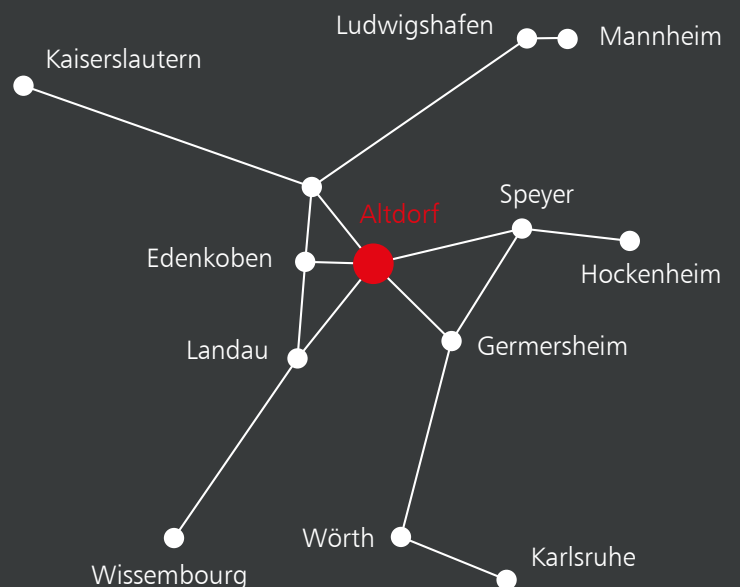 Ludwigshafen
Mannheim
Kaiserslautern
Speyer
Altdorf
Edenkoben
Hockenheim
Landau
Germersheim
Wörth
Karlsruhe
Wissembourg